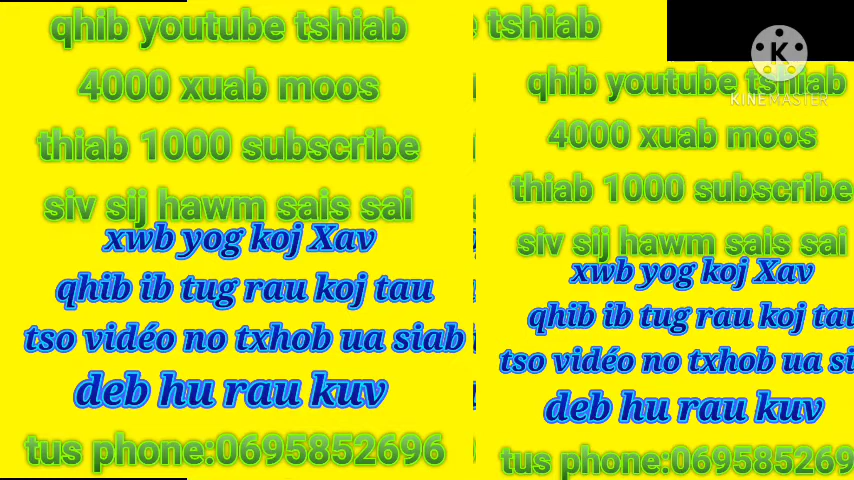 qhib youtube tshiab
4000 xuab moos
thiab 1000 subscribe
siv sij hawm sais sai
xwb yog koj Xav
qhib ib tug rau koj tau
tso vidéo no txhob ua siab
deb hu rau kuv
tus phone:0695852696
tshiab
KINEMASTER
qhib youtube tshiab
4000 xuab moos
thiab 1000 subscribe
siv sij hawm sais sai
xwb yog koj Xav
qhib ib tug rau koj tau
tso vidéo no txhob ua si
deb hu rau kuv
tus phone:069585269